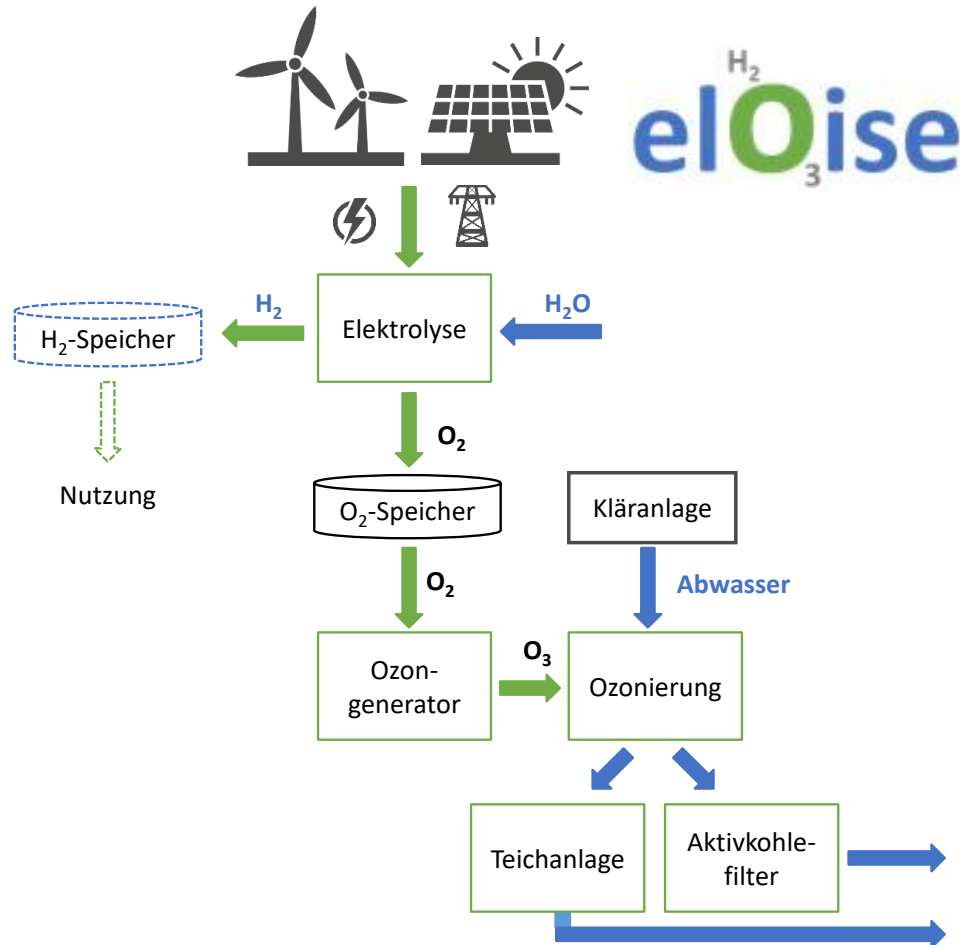 H₂
elOise
3
H₂
H₂O
H₂-Speicher
Elektrolyse
O₂
Nutzung
O₂-Speicher
Kläranlage
O₂
Abwasser
Ozon-
generator
O₃
Ozonierung
Teichanlage
Aktivkohle-
filter